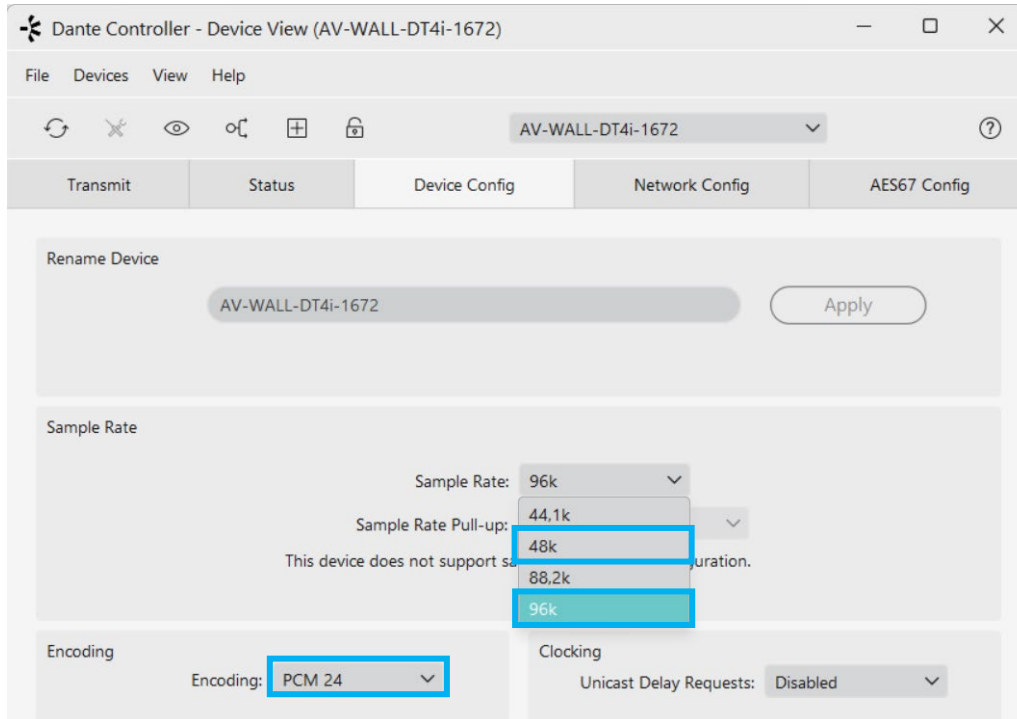 Dante Controller - Device View (AV-WALL-DT4i-1672)
File Devices View Help
AV-WALL-DT4i-1672
Transmit Status Device Config Network Config AES67 Config
Rename Device
AV-WALL-DT4i-1672 Apply
Sample Rate
Sample Rate: 96k
44,1k
Sample Rate Pull-up:
48k
This device does not support sa uration.
88,2k
96k
Encoding Clocking
Encoding: PCM 24 Unicast Delay Requests: Disabled